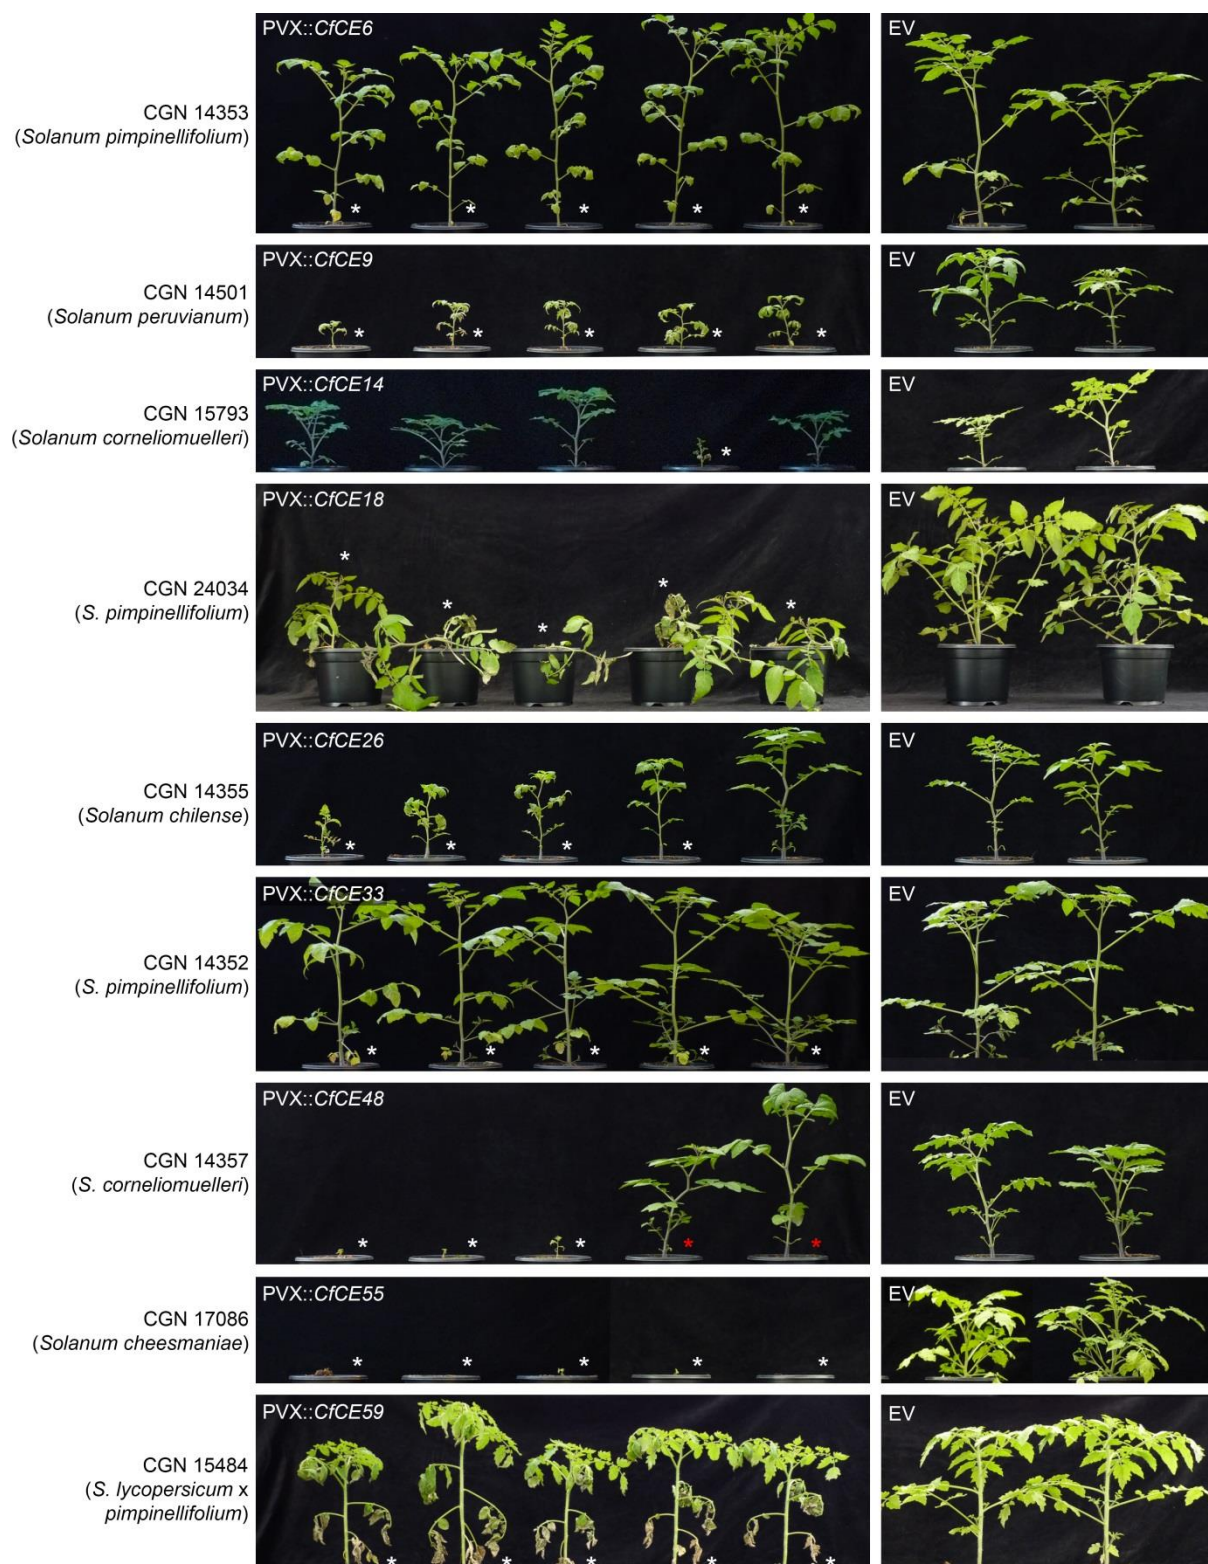 PVX::CfCE6
EV
CGN 14353
(Solanum pimpinellifolium)
* * * * *
PVX::CfCE9
EV
CGN 14501
(Solanum peruvianum)
* * * * *
PVX::CfCE14
EV
CGN 15793
(Solanum corneliomuelleri)
*
PVX::CfCE18
EV
CGN 24034
(S. pimpinellifolium)
* * * * *
PVX::CfCE26
EV
CGN 14355
(Solanum chilense)
* * * *
PVX::CfCE33
EV
CGN 14352
(S. pimpinellifolium)
* * * * *
PVX::CfCE48
EV
CGN 14357
(S. corneliomuelleri)
* * * * *
PVX::CfCE55
EV
CGN 17086
(Solanum cheesmaniae)
* * * * *
PVX::CfCE59
EV
CGN 15484
(S. lycopersicum x
pimpinellifolium)
* * * * *